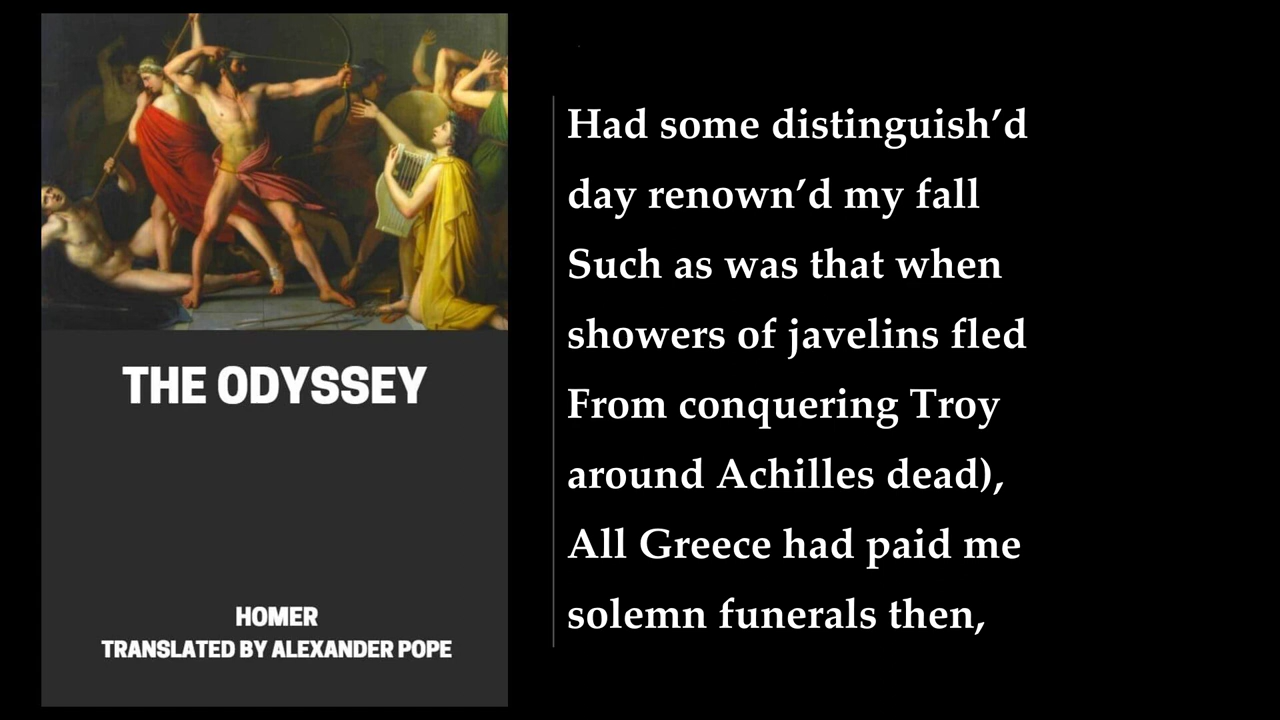 THE ODYSSEY
HOMER
TRANSLATED BY ALEXANDER POPE
Had some distinguish’d
day renown’d my fall
Such as was that when
showers of javelins fled
From conquering Troy
around Achilles dead),
All Greece had paid me
solemn funerals then,